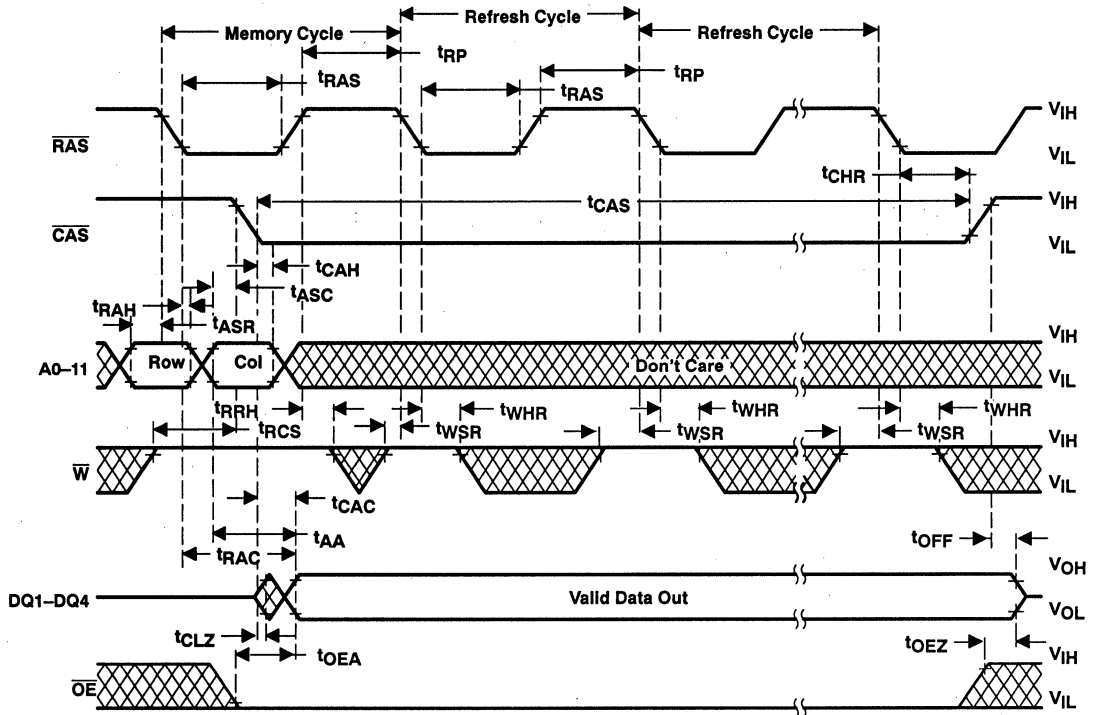 Refresh Cycle
Memory Cycle
Refresh Cycle
tRP
tRP
tRAS
tRAS
VIH
RAS
VIL
tCHR
tCAS
VIH
CAS
VIL
tCAH
tASC
tRAH
tASR
VIH
A0–11
Row
Col
Don't Care
VIL
tRRH
tWHR
tWHR
tWHR
tRCS
tWSR
tWSR
tWSR
VIH
W
VIL
tCAC
tAA
tOFF
tRAC
VOH
DQ1–DQ4
Valid Data Out
VOL
tCLZ
tOEZ
tOEA
VIH
OE
VIL